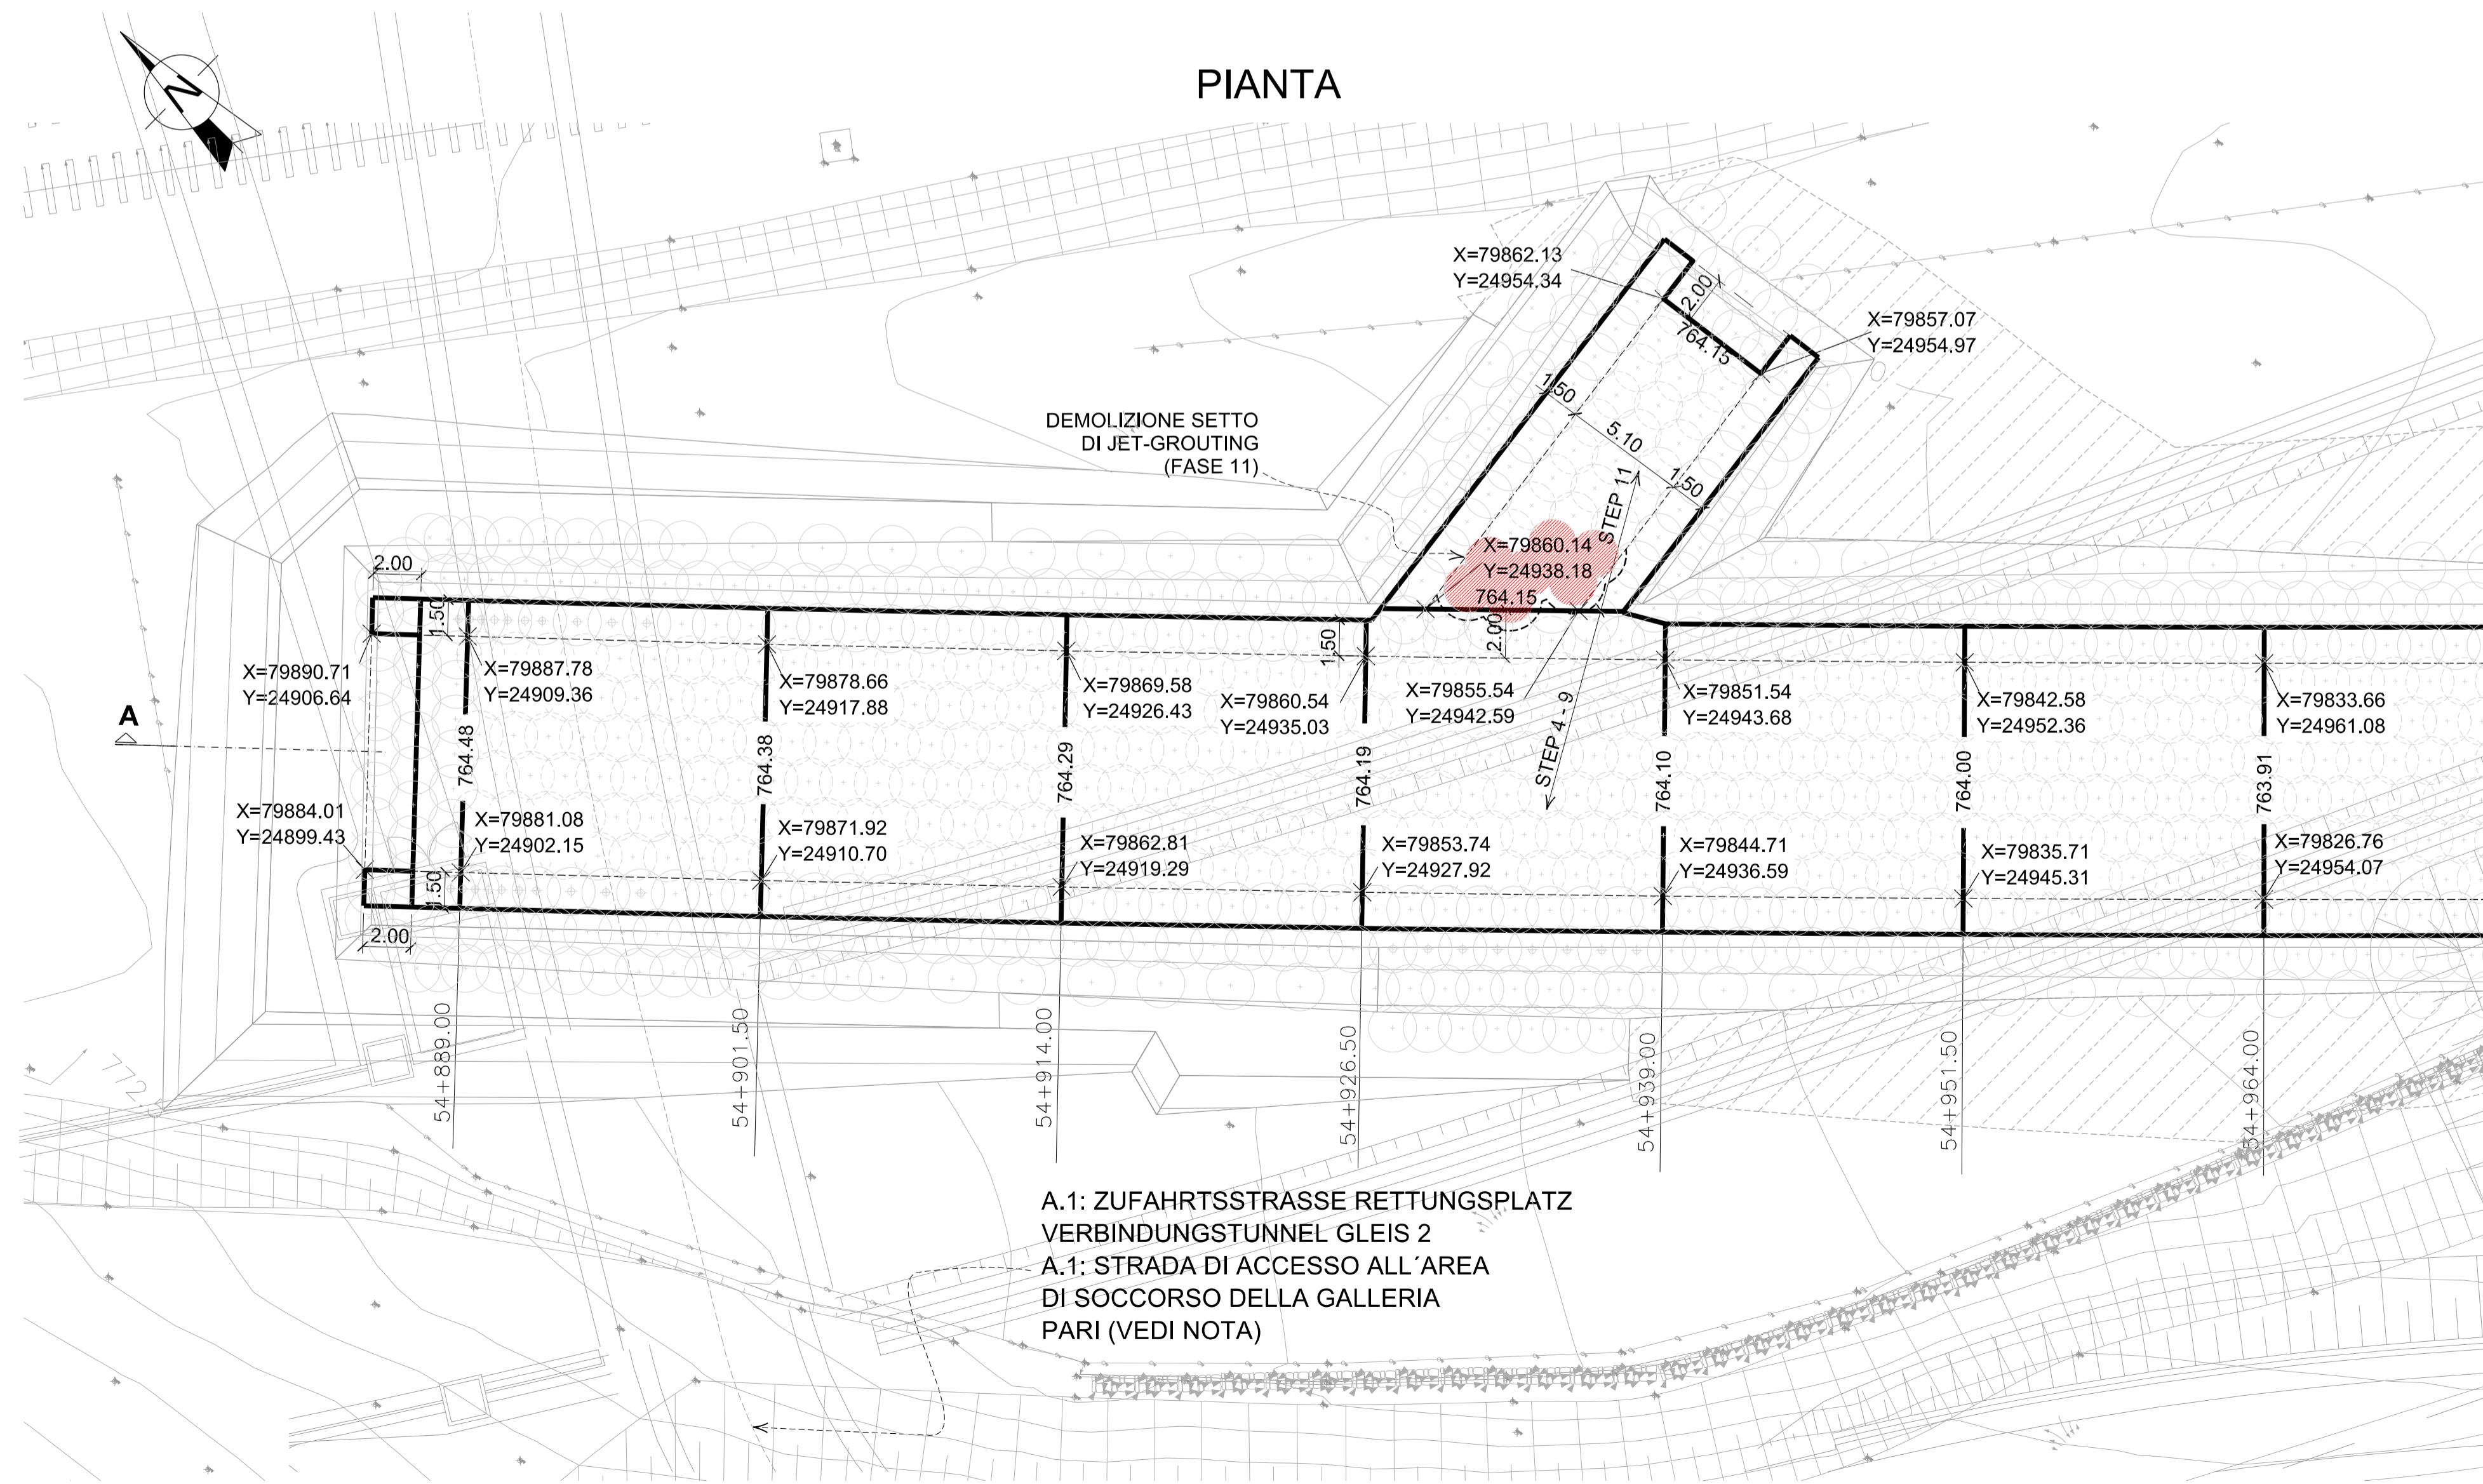 PIANTA
N
X=79862.13
Y=24954.34
2.00
764.15
X=79857.07
Y=24954.97
1.50
5.10
1.50
DEMOLIZIONE SETTO
DI JET-GROUTING
(FASE 11)
STEP 11
X=79860.14
Y=24938.18
764.15
2.00
2.00
1.50
1.50
X=79890.71
Y=24906.64
X=79887.78
Y=24909.36
X=79878.66
Y=24917.88
X=79869.58
Y=24926.43
X=79860.54
Y=24935.03
X=79855.54
Y=24942.59
X=79851.54
Y=24943.68
X=79842.58
Y=24952.36
X=79833.66
Y=24961.08
A
STEP 4 - 9
764.48
764.38
764.29
764.19
764.10
764.00
763.91
X=79884.01
Y=24899.43
X=79881.08
Y=24902.15
X=79871.92
Y=24910.70
X=79862.81
Y=24919.29
X=79853.74
Y=24927.92
X=79844.71
Y=24936.59
X=79835.71
Y=24945.31
X=79826.76
Y=24954.07
1.50
2.00
54+889.00
54+901.50
54+914.00
54+926.50
54+939.00
54+951.50
54+964.00
A.1: ZUFAHRTSSTRASSE RETTUNGSPLATZ
VERBINDUNGSTUNNEL GLEIS 2
A.1: STRADA DI ACCESSO ALL´AREA
DI SOCCORSO DELLA GALLERIA
PARI (VEDI NOTA)